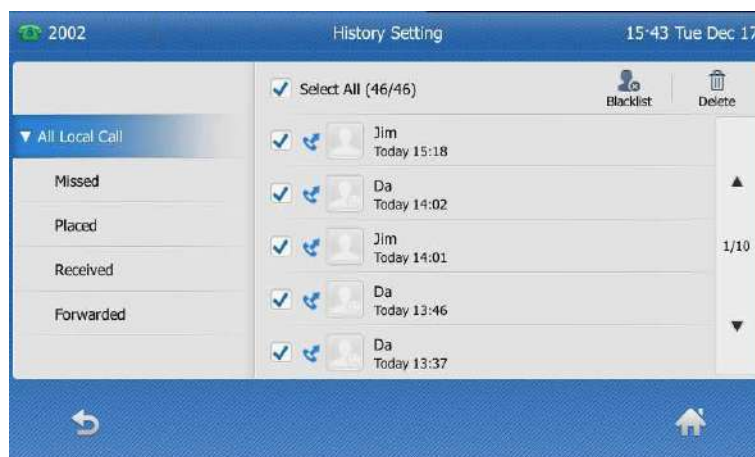 2002 History Setting 15:43 Tue Dec 17
Select All (46/46) Blacklist Delete
All Local Call
Missed
Placed
Received
Forwarded
Jim
Today 15:18
Da
Today 14:02
Jim
Today 14:01
Da
Today 13:46
Da
Today 13:37
1/10